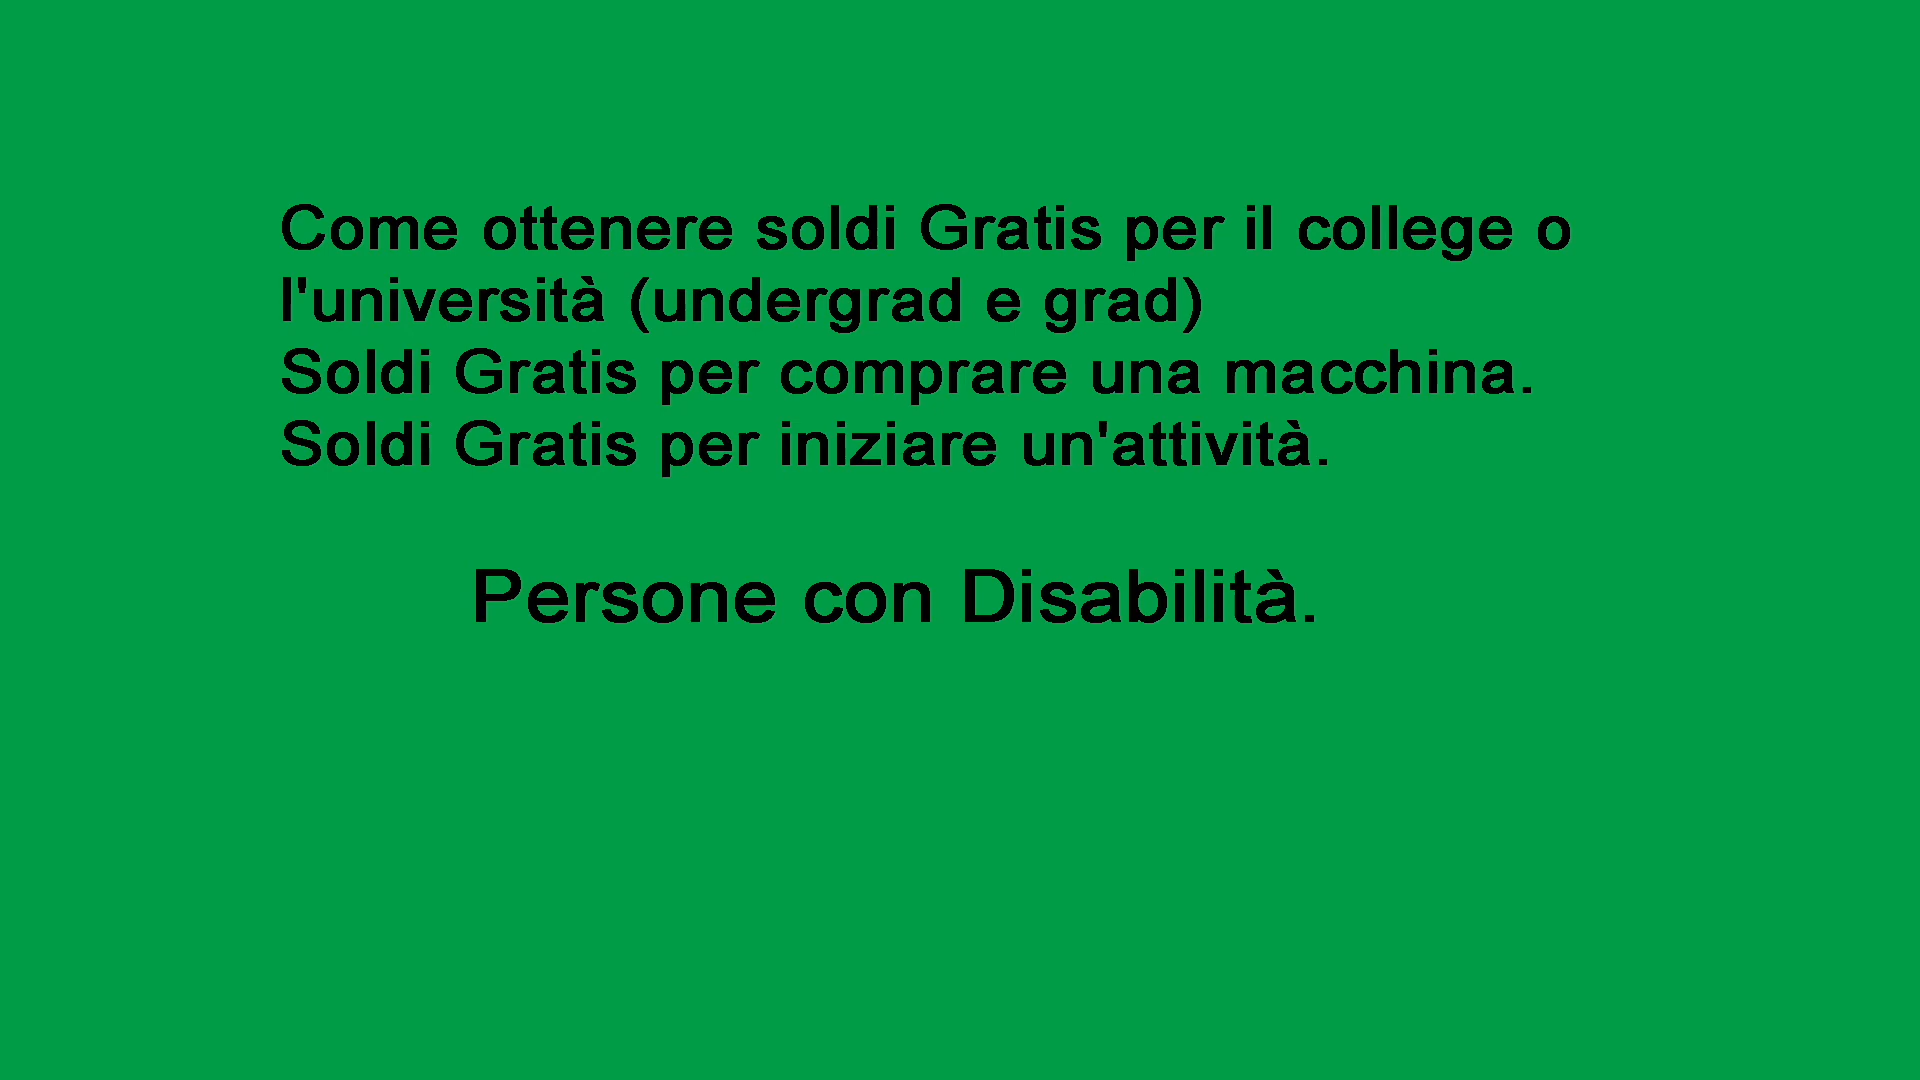 Come ottenere soldi Gratis per il college o
l'università (undergrad e grad)
Soldi Gratis per comprare una macchina.
Soldi Gratis per iniziare un'attività.
Persone con Disabilità.